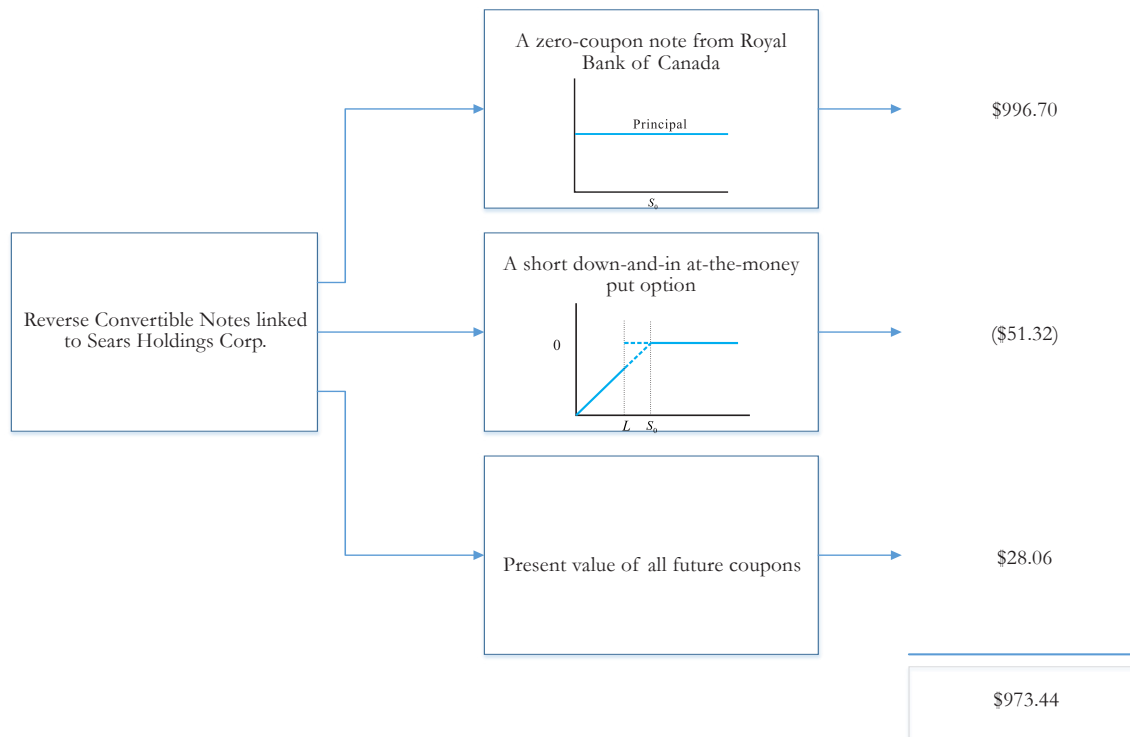 A zero-coupon note from Royal
Bank of Canada
Principal
S₀
$996.70
Reverse Convertible Notes linked
to Sears Holdings Corp.
A short down-and-in at-the-money
put option
0
L S₀
($51.32)
Present value of all future coupons
$28.06
$973.44